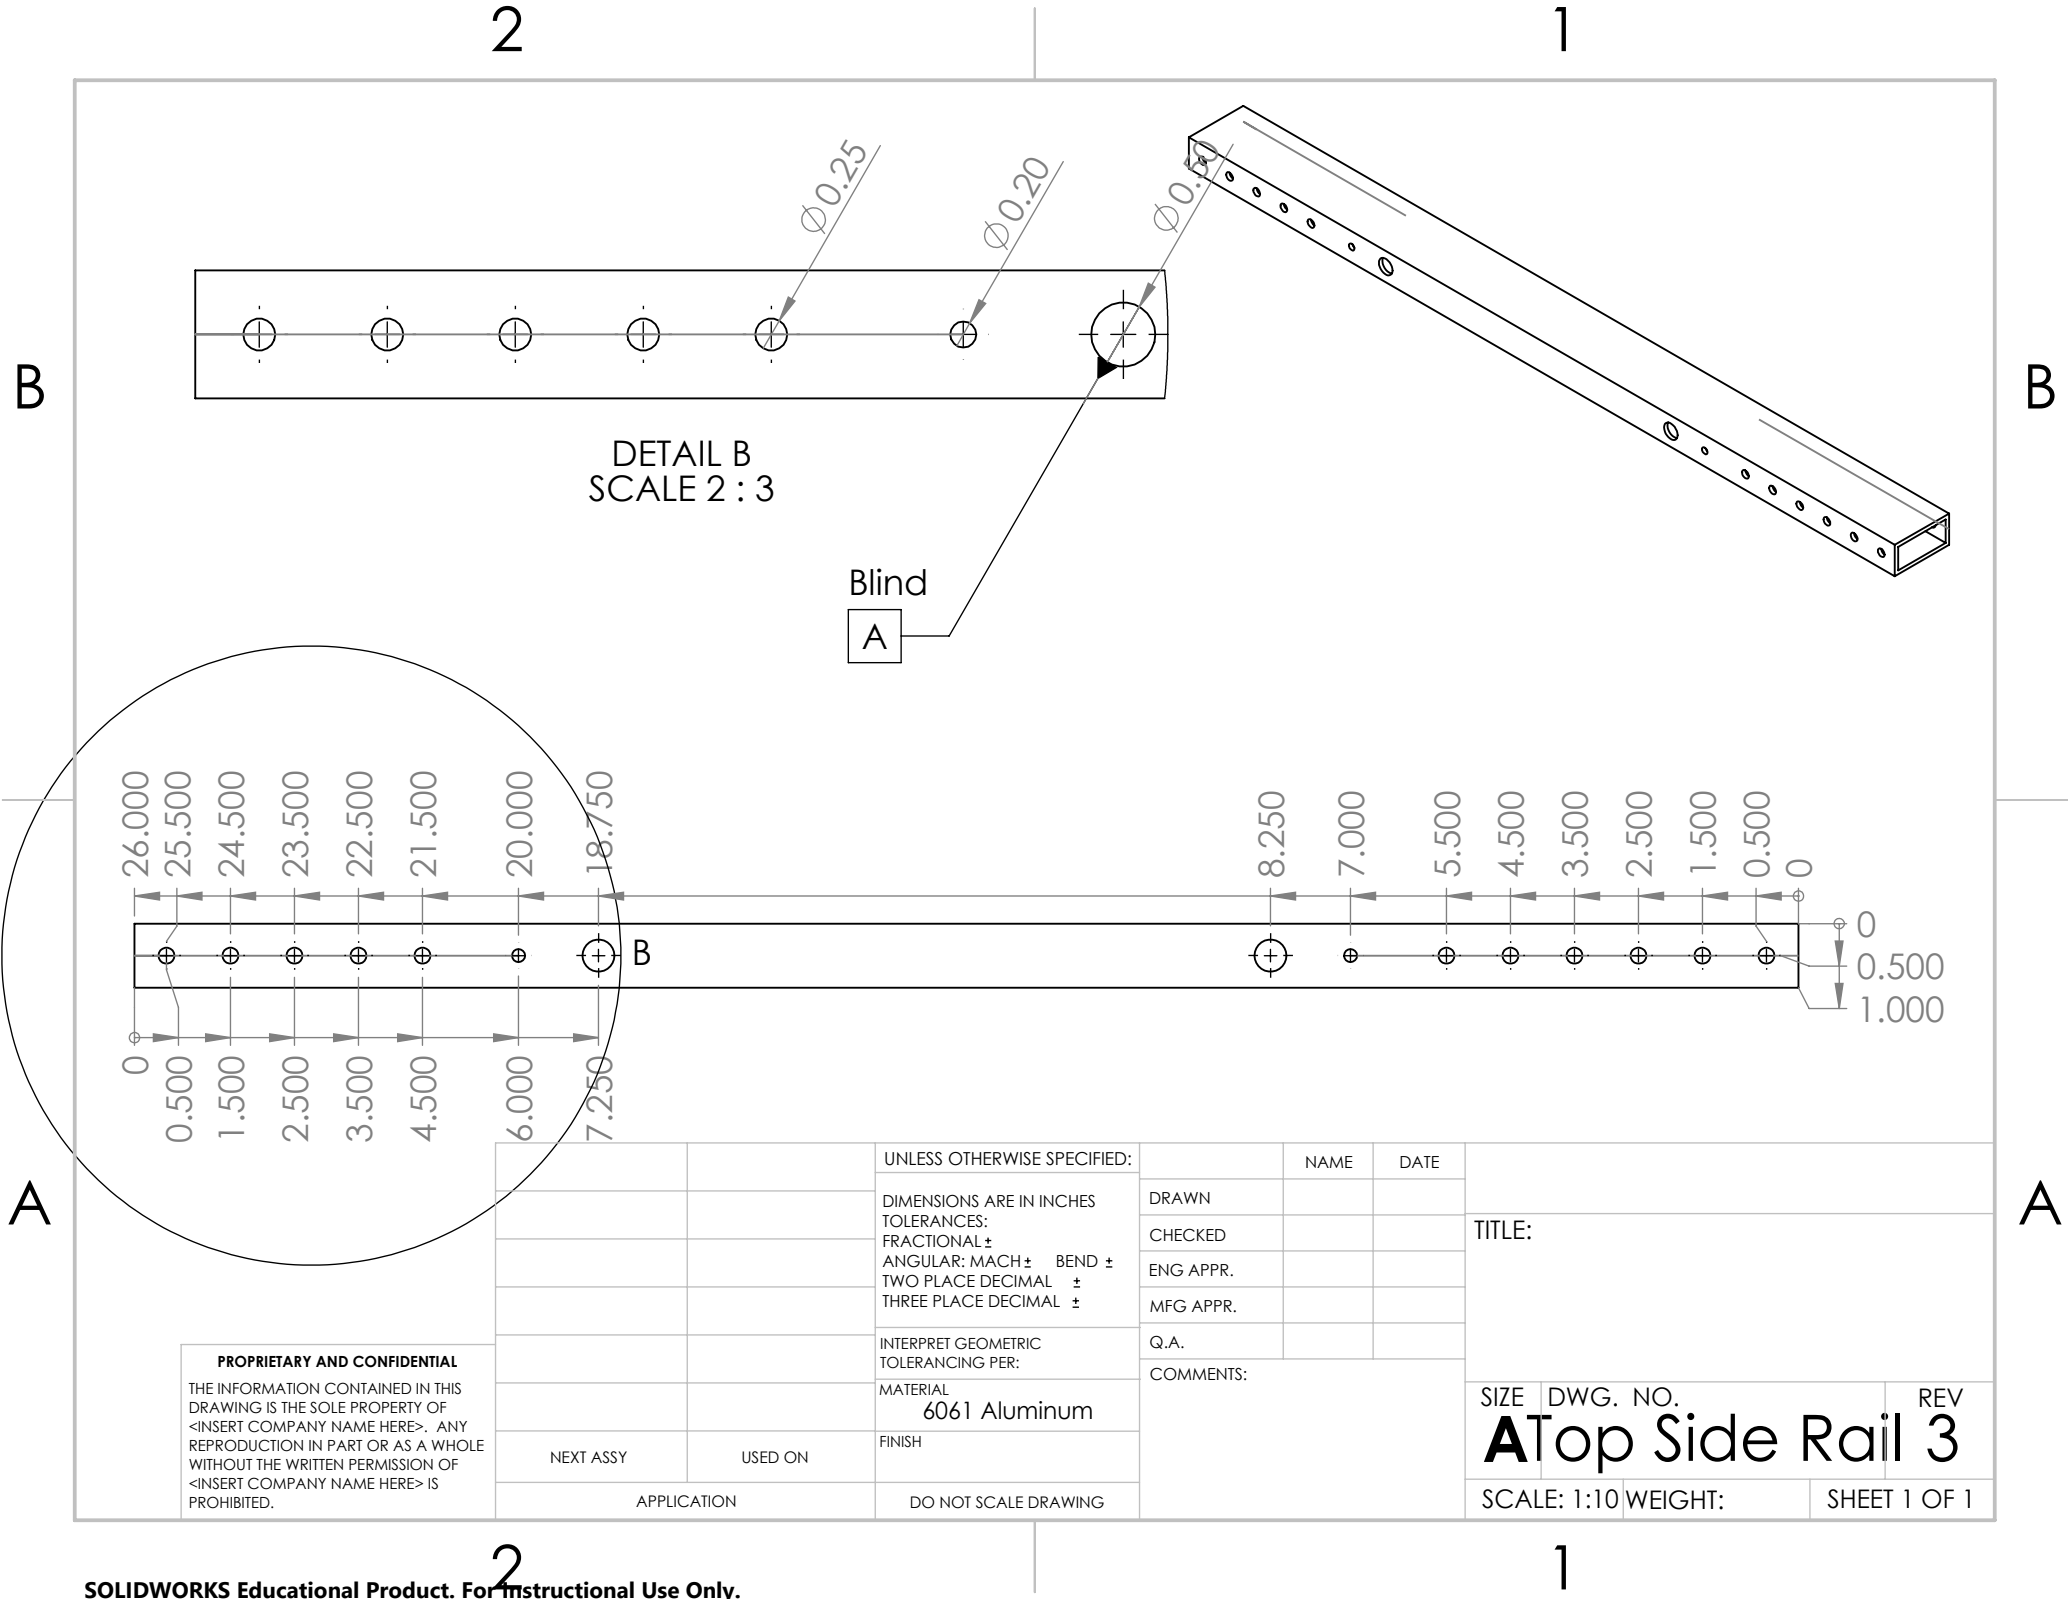 2
1
B
B
∅0.25
∅0.20
∅0.50
DETAIL B
SCALE 2 : 3
Blind
A
26.000
25.500
24.500
23.500
22.500
21.500
20.000
18.750
8.250
7.000
5.500
4.500
3.500
2.500
1.500
0.500
0
B
0
0.500
1.000
0
0.500
1.500
2.500
3.500
4.500
6.000
7.250
A
A
PROPRIETARY AND CONFIDENTIAL
THE INFORMATION CONTAINED IN THIS
DRAWING IS THE SOLE PROPERTY OF
<INSERT COMPANY NAME HERE>. ANY
REPRODUCTION IN PART OR AS A WHOLE
WITHOUT THE WRITTEN PERMISSION OF
<INSERT COMPANY NAME HERE> IS
PROHIBITED.
NEXT ASSY
USED ON
APPLICATION
UNLESS OTHERWISE SPECIFIED:
DIMENSIONS ARE IN INCHES
TOLERANCES:
FRACTIONAL ±
ANGULAR: MACH ± BEND ±
TWO PLACE DECIMAL ±
THREE PLACE DECIMAL ±
INTERPRET GEOMETRIC
TOLERANCING PER:
MATERIAL
6061 Aluminum
FINISH
DO NOT SCALE DRAWING
NAME
DATE
DRAWN
CHECKED
ENG APPR.
MFG APPR.
Q.A.
COMMENTS:
TITLE:
SIZE
DWG. NO.
REV
A
Top Side Rail 3
SCALE: 1:10
WEIGHT:
SHEET 1 OF 1
2
1
SOLIDWORKS Educational Product. For Instructional Use Only.